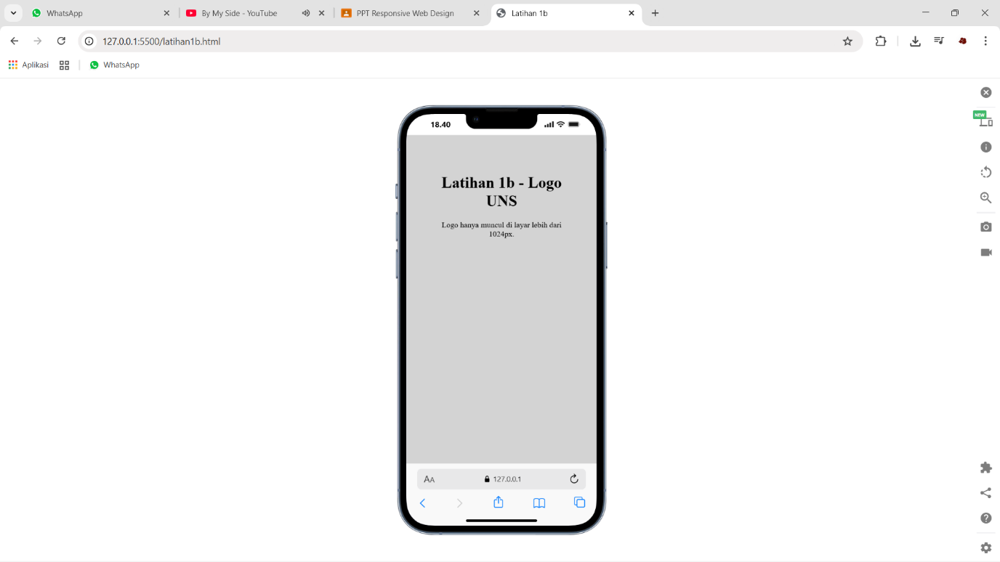 WhatsApp
By My Side - YouTube
PPT Responsive Web Design
Latihan 1b
127.0.0.1:5500/latihan1b.html
Aplikasi
WhatsApp
NEW
18.40
Latihan 1b - Logo
UNS
Logo hanya muncul di layar lebih dari
1024px.
AA
127.0.0.1